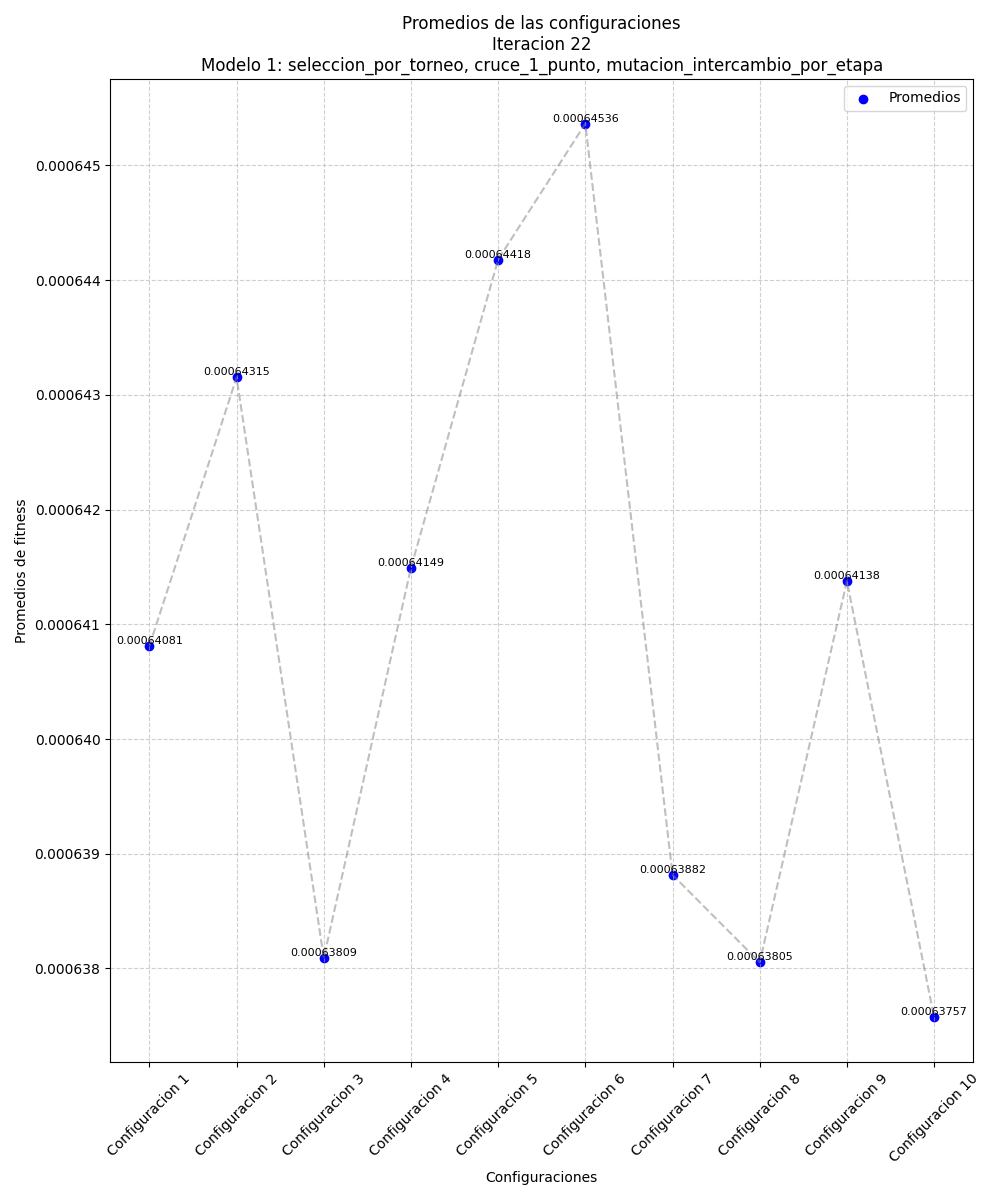 Promedios de las configuraciones
Iteracion 22
Modelo 1: seleccion_por_torneo, cruce_1_punto, mutacion_intercambio_por_etapa
Promedios
0.00064536
0.000645
0.00064418
0.000644
0.00064315
0.000643
0.000642
0.00064149
0.00064138
0.000641
0.00064081
0.000640
0.000639
0.00063882
0.00063809
0.00063805
0.000638
0.00063757
Promedios de fitness
Configuracion 1
Configuracion 2
Configuracion 3
Configuracion 4
Configuracion 5
Configuracion 6
Configuracion 7
Configuracion 8
Configuracion 9
Configuracion 10
Configuraciones